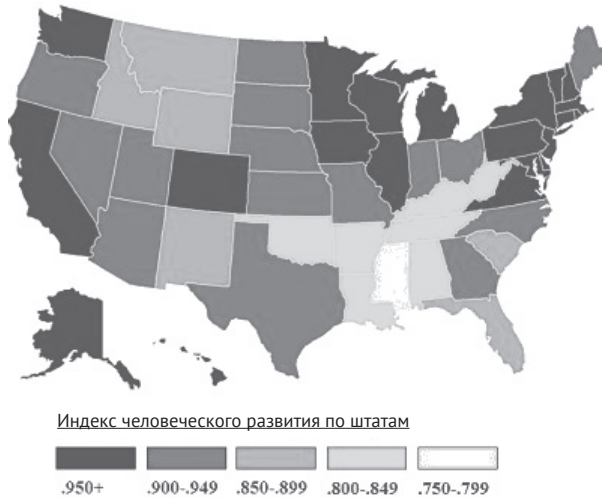 Индекс человеческого развития по штатам
.950+ .900-.949 .850-.899 .800-.849 .750-.799